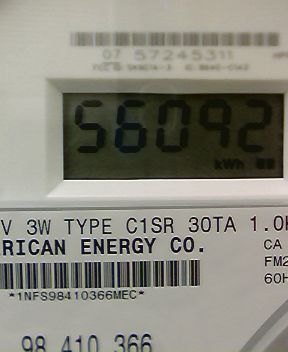 07 57245311
56092
kWh
V 3W TYPE C1SR 30TA 1.0
RICAN ENERGY CO.
CA
FM2
60H
*1NFS98410366MEC*
98 410 366